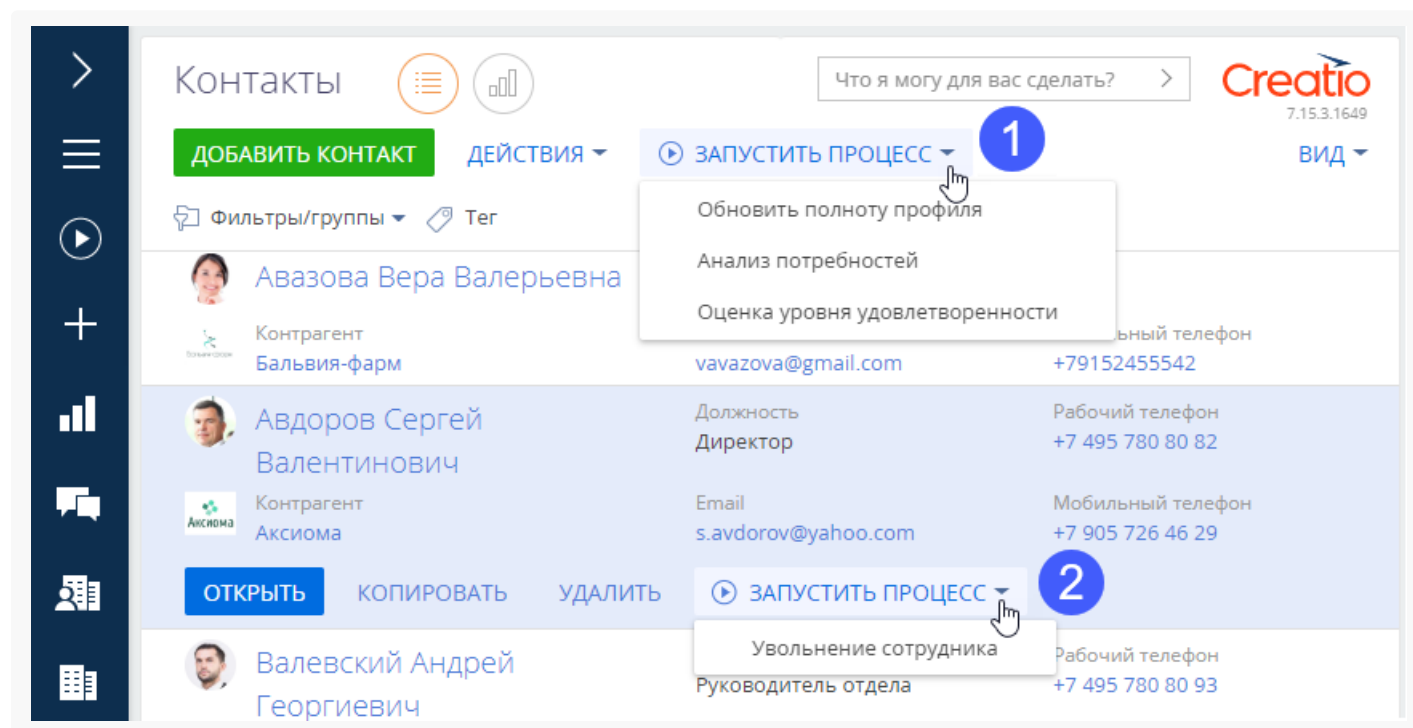 Контакты
Что я могу для вас сделать?
Creatio
7.15.3.1649
ДОБАВИТЬ КОНТАКТ
ДЕЙСТВИЯ
ЗАПУСТИТЬ ПРОЦЕСС
1
ВИД
Фильтры/группы
Тег
Обновить полноту профиля
Анализ потребностей
Оценка уровня удовлетворенности
Авазова Вера Валерьевна
Контрагент
ьный телефон
Бальвия-фарм
vavazova@gmail.com
+79152455542
Авдоров Сергей
Валентинович
Должность
Директор
Рабочий телефон
+7 495 780 80 82
Аксиома
Контрагент
Аксиома
Email
s.avdorov@yahoo.com
Мобильный телефон
+7 905 726 46 29
ОТКРЫТЬ
КОПИРОВАТЬ
УДАЛИТЬ
ЗАПУСТИТЬ ПРОЦЕСС
2
Увольнение сотрудника
Валевский Андрей
Георгиевич
Руководитель отдела
Рабочий телефон
+7 495 780 80 93